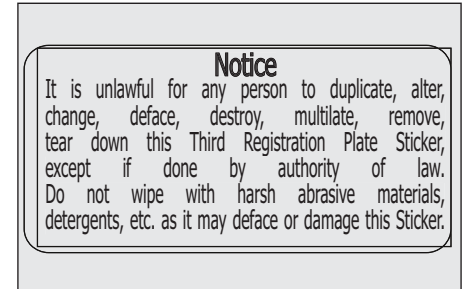 Notice
It is unlawful for any person to duplicate, alter,
change, deface, destroy, multilate, remove,
tear down this Third Registration Plate Sticker,
except if done by authority of law.
Do not wipe with harsh abrasive materials,
detergents, etc. as it may deface or damage this Sticker.